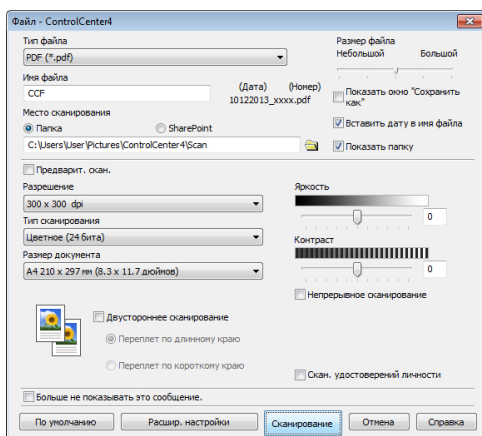 Файл - ControlCenter4
Тип файла
PDF (*.pdf)
Размер файла
Небольшой Большой
Имя файла
CCF
(Дата) (Номер)
10122013_xxxx.pdf
Показать окно "Сохранить как"
Место сканирования
Папка SharePoint
Вставить дату в имя файла
C:\Users\User\Pictures\ControlCenter4\Scan
Показать папку
Предварит. скан.
Разрешение
300 x 300 dpi
Яркость
0
Тип сканирования
Цветное (24 бита)
Контраст
0
Размер документа
A4 210 x 297 мм (8.3 x 11.7 дюймов)
Непрерывное сканирование
Двустороннее сканирование
Переплет по длинному краю
Переплет по короткому краю
Скан. удостоверений личности
Больше не показывать это сообщение.
По умолчанию Расшир. настройки Сканирование Отмена Справка